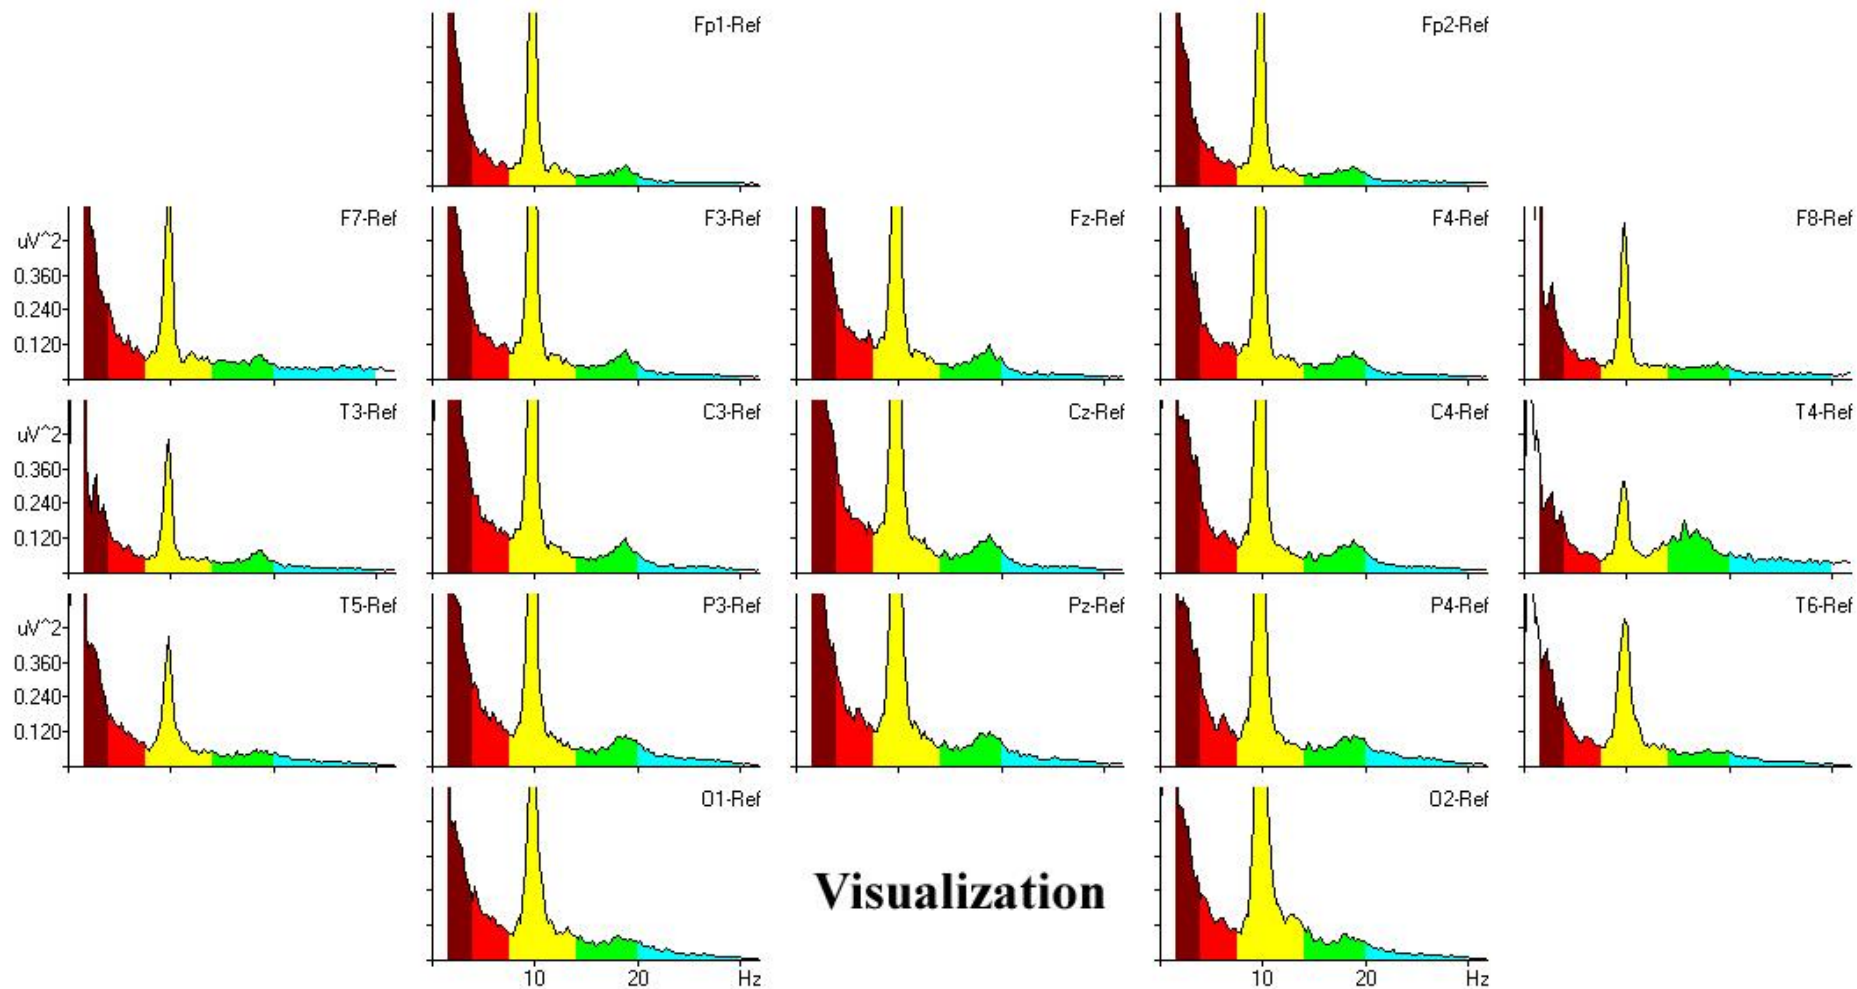 Fp1-Ref Fp2-Ref
F7-Ref F3-Ref Fz-Ref F4-Ref F8-Ref
uV^2
0.360
0.240
0.120
T3-Ref C3-Ref Cz-Ref C4-Ref T4-Ref
uV^2
0.360
0.240
0.120
T5-Ref P3-Ref Pz-Ref P4-Ref T6-Ref
uV^2
0.360
0.240
0.120
O1-Ref O2-Ref
Visualization
10 20 Hz 10 20 Hz